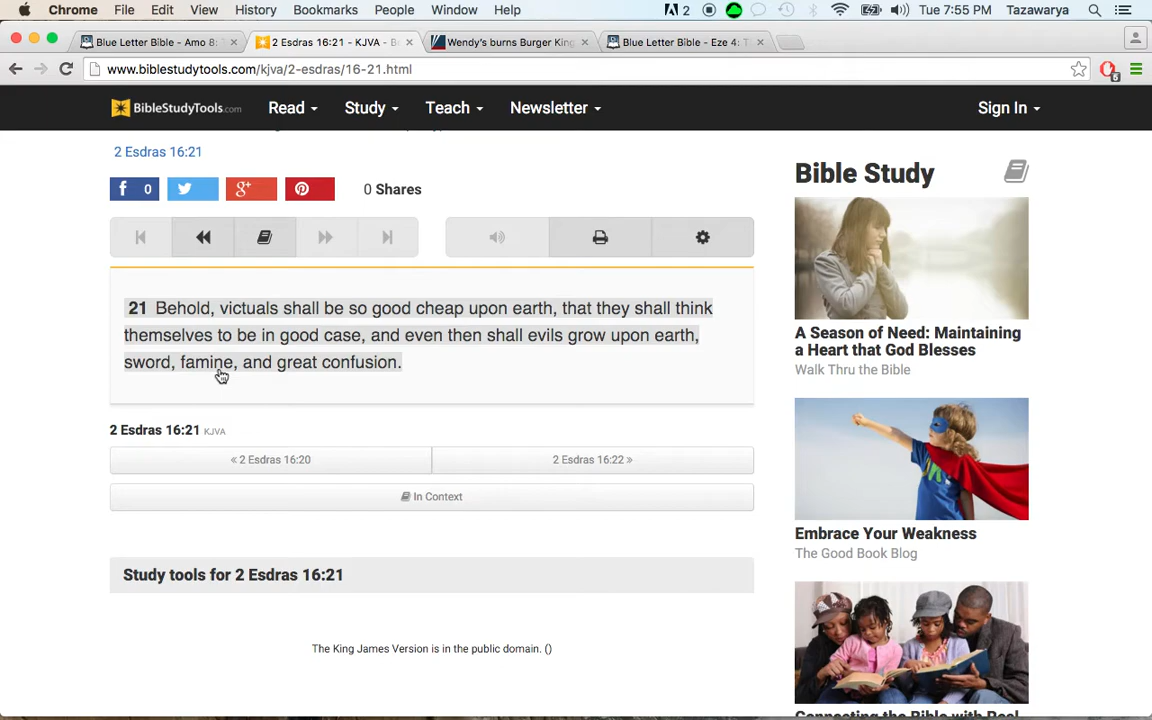 Chrome File Edit View History Bookmarks People Window Help 2 Tue 7:55 PM Tazawarya
Blue Letter Bible - Amo 8: 2 Esdras 16:21 - KJVA - B Wendy's burns Burger King Blue Letter Bible - Eze 4: T
www.biblestudytools.com/kjva/2-esdras/16-21.html 6
BibleStudyTools.com Read Study Teach Newsletter Sign In
2 Esdras 16:21
f 0 g+ 0 Shares
21 Behold, victuals shall be so good cheap upon earth, that they shall think
themselves to be in good case, and even then shall evils grow upon earth,
sword, famine, and great confusion.
2 Esdras 16:21 KJVA
« 2 Esdras 16:20 2 Esdras 16:22 »
In Context
Study tools for 2 Esdras 16:21
The King James Version is in the public domain. ()
Bible Study
A Season of Need: Maintaining
a Heart that God Blesses
Walk Thru the Bible
Embrace Your Weakness
The Good Book Blog
Connecting the Bible with Real